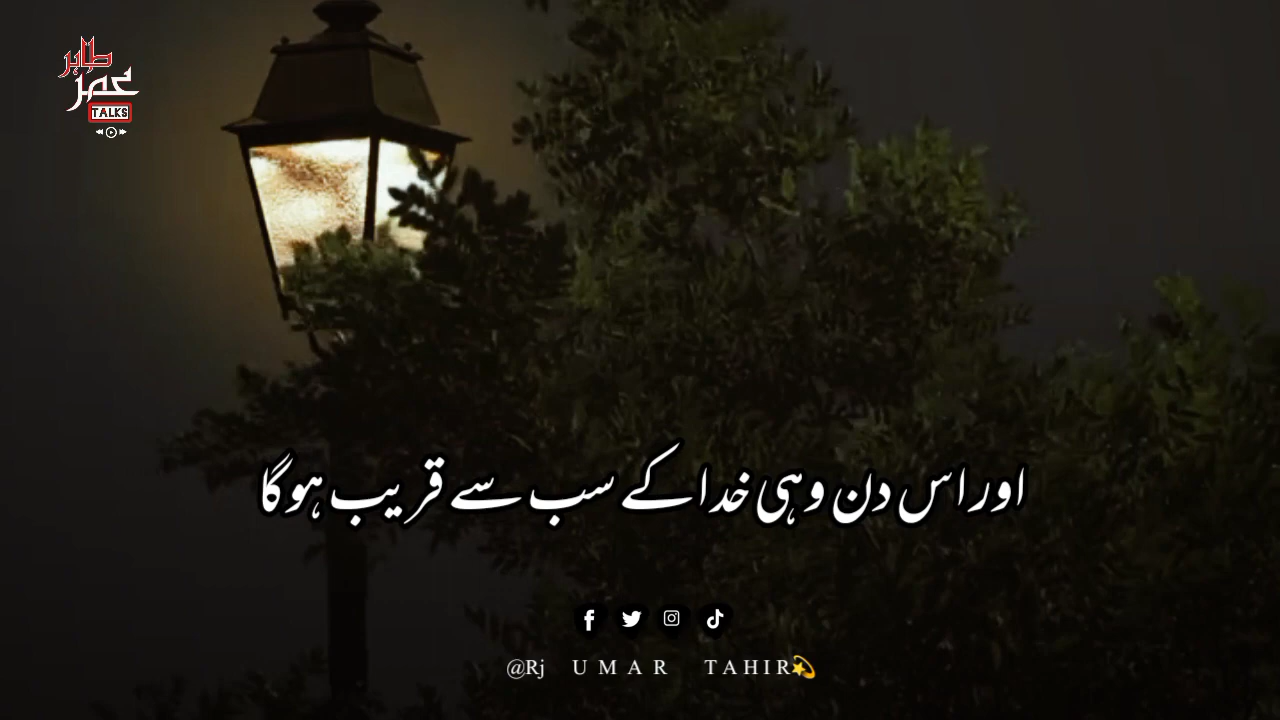 طاہر
عمر
TALKS
اور اس دن وہی خدا کے سب سے قریب ہوگا
@Rj UMAR TAHIR💫